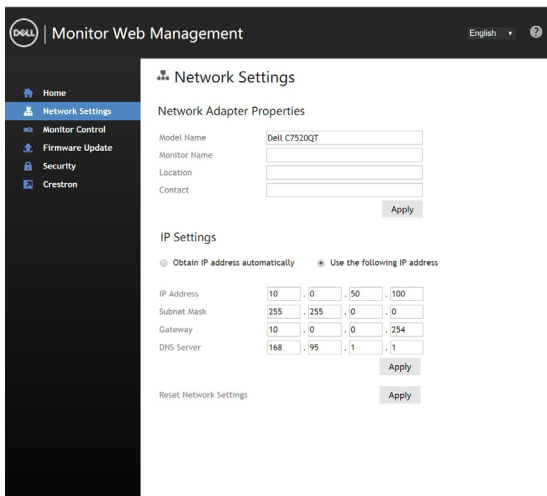 DELL | Monitor Web Management English ?
Home
Network Settings
Monitor Control
Firmware Update
Security
Crestron
Network Settings
Network Adapter Properties
Model Name Dell C7520QT
Monitor Name
Location
Contact
Apply
IP Settings
Obtain IP address automatically Use the following IP address
IP Address 10 . 0 . 50 . 100
Subnet Mask 255 . 255 . 0 . 0
Gateway 10 . 0 . 0 . 254
DNS Server 168 . 95 . 1 . 1
Apply
Reset Network Settings Apply